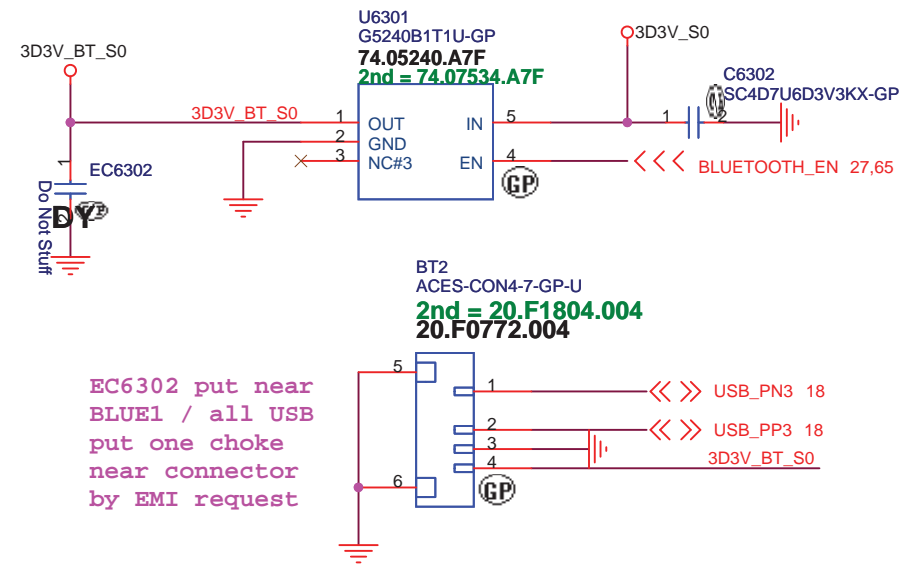 U6301
G5240B1T1U-GP
74.05240.A7F
2nd = 74.07534.A7F
3D3V_BT_S0
3D3V_S0
C6302
SC4D7U6D3V3KX-GP
3D3V_BT_S0
1
OUT
IN
5
1
2
2
GND
3
NC#3
EN
4
BLUETOOTH_EN 27,65
GP
1
EC6302
Do Not Stuff
DY
2
GP
BT2
ACES-CON4-7-GP-U
2nd = 20.F1804.004
20.F0772.004
5
1
USB_PN3 18
2
USB_PP3 18
3
4
3D3V_BT_S0
6
GP
EC6302 put near
BLUE1 / all USB
put one choke
near connector
by EMI request